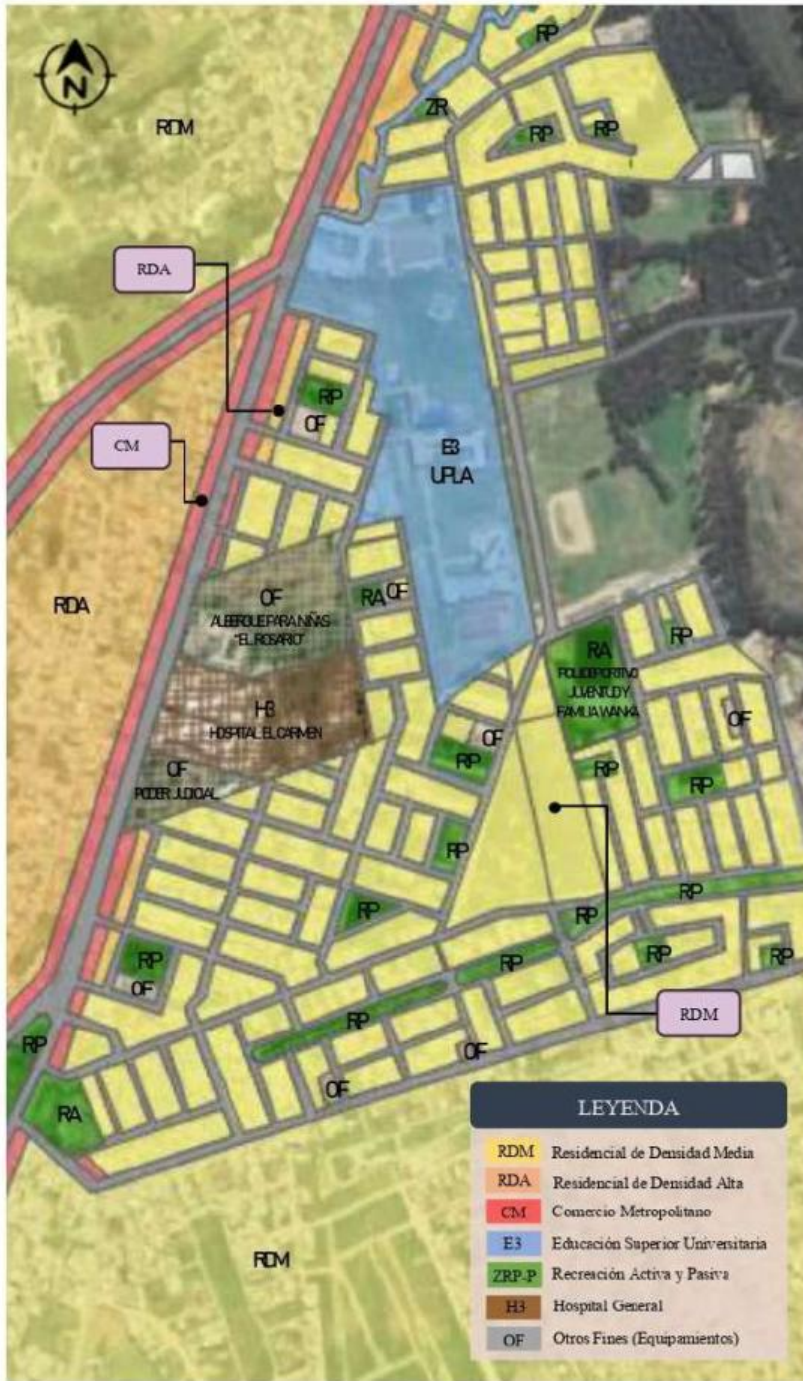 N
RP
RDM
ZR
RP
RP
RDA
RP
OF
CM
E3
UPLA
RDA
OF
ALBERGUE PARA NIÑAS
"EL ROSARIO"
RA
OF
RA
POLIDEPORTIVO
JUVENTUD Y
FAMILIA WANKA
RP
H3
HOSPITAL EL CARMEN
OF
OF
RP
OF
PODER JUDICIAL
RP
RP
RP
RP
RP
RP
RP
RP
OF
RP
RP
RP
RDM
RP
RP
OF
OF
RA
RDM
LEYENDA
RDM Residencial de Densidad Media
RDA Residencial de Densidad Alta
CM Comercio Metropolitano
E3 Educación Superior Universitaria
ZRP-P Recreación Activa y Pasiva
H3 Hospital General
OF Otros Fines (Equipamientos)